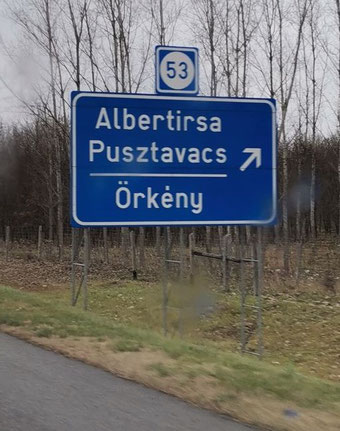 53
Albertirsa
Pusztavacs
Örkény